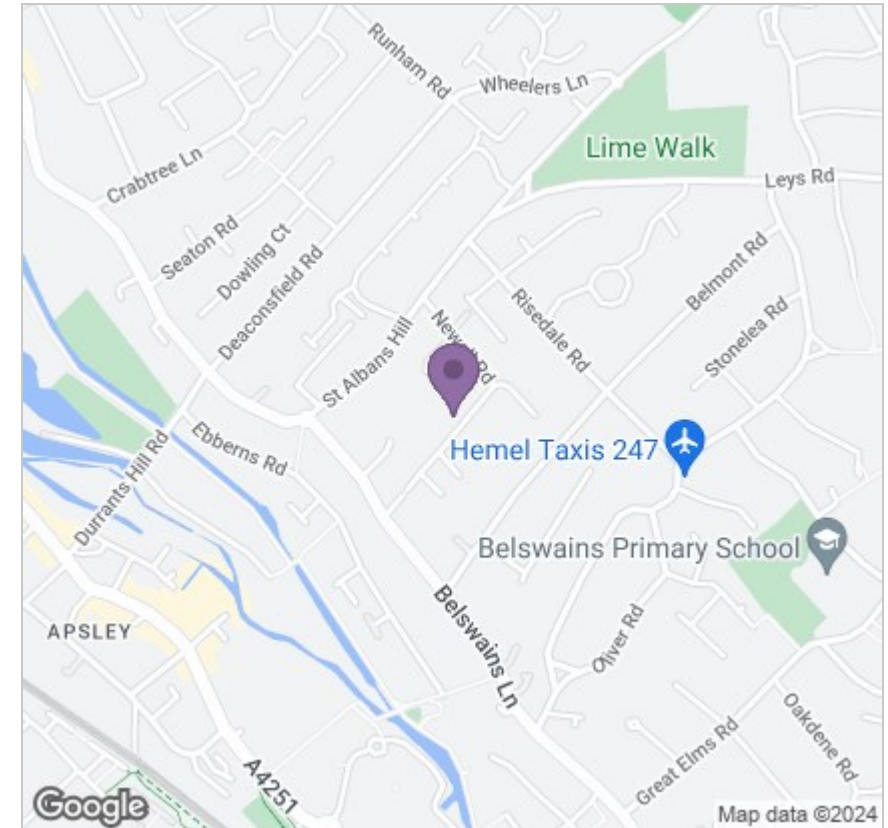 Runham Rd
Wheelers Ln
Lime Walk
Crabtree Ln
Leys Rd
Seaton Rd
Dowling Ct
Deaconsfield Rd
Belmont Rd
Risedale Rd
Stonelea Rd
St Albans Hill
Ebberns Rd
Hemel Taxis 247
Durrants Hill Rd
Belswains Primary School
APSLEY
Belswains Ln
Oliver Rd
Oakdene Rd
Great Elms Rd
A4251
Google
Map data ©2024